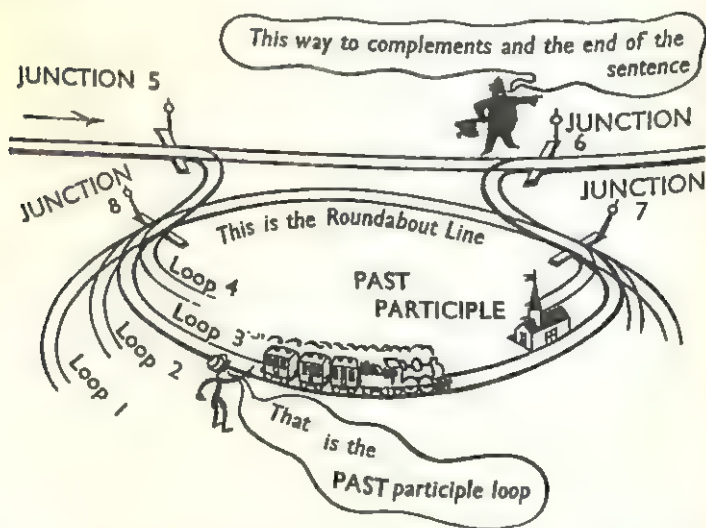 This way to complements and the end of the
sentence
JUNCTION 5
JUNCTION
6
JUNCTION
8
JUNCTION
7
This is the Roundabout Line
Loop 4
PAST
PARTICIPLE
Loop 3
Loop 2
Loop 1
That
is the
PAST participle loop